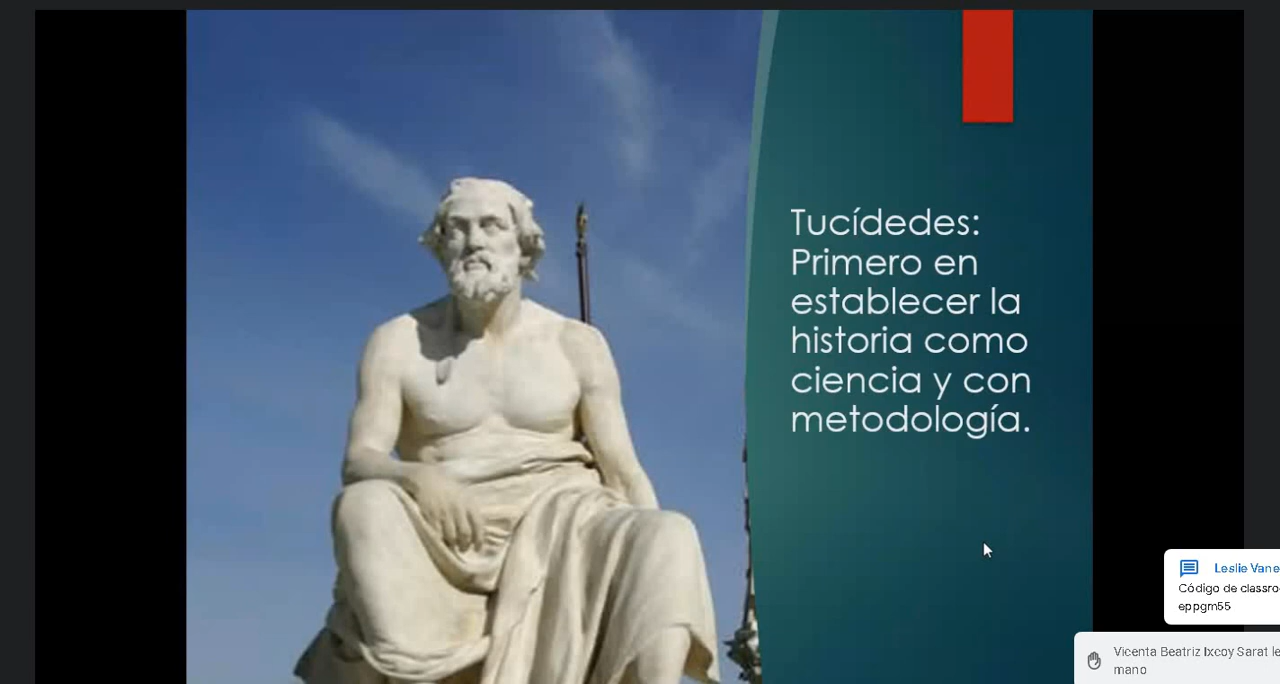 Tucídedes:
Primero en
establecer la
historia como
ciencia y con
metodología.
Leslie Vane
Código de classro
eppgm55
Vicenta Beatriz Ixcoy Sarat le
mano